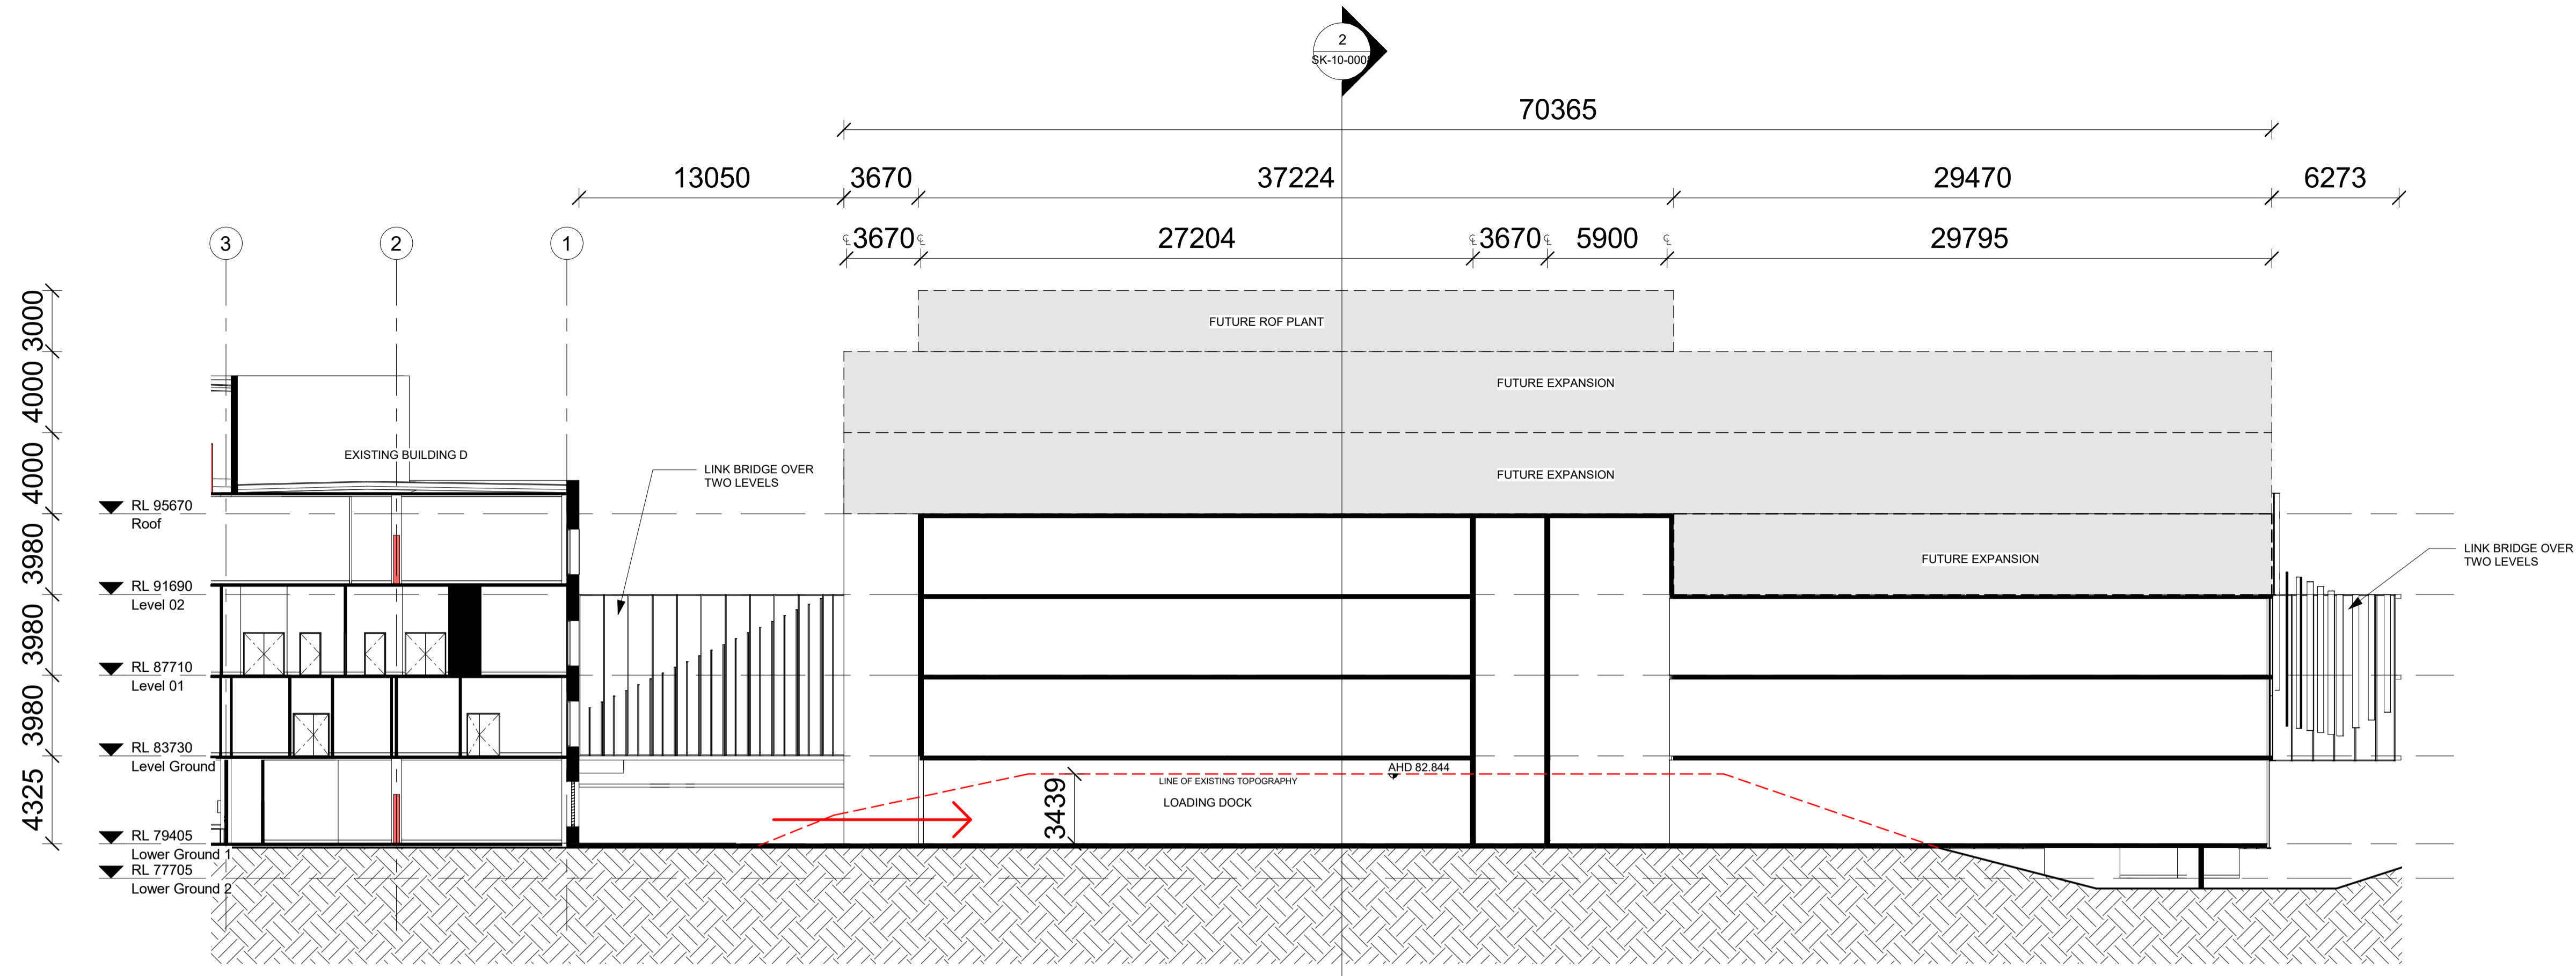 2
SK-10-000
70365
13050
3670
37224
29470
6273
3
2
1
℄ 3670 ℄
27204
℄ 3670 ℄
5900
℄
29795
3000
4000
4000
3980
3980
3980
4325
FUTURE ROF PLANT
FUTURE EXPANSION
FUTURE EXPANSION
FUTURE EXPANSION
EXISTING BUILDING D
LINK BRIDGE OVER
TWO LEVELS
LINK BRIDGE OVER
TWO LEVELS
RL 95670
Roof
RL 91690
Level 02
RL 87710
Level 01
RL 83730
Level Ground
RL 79405
Lower Ground 1
RL 77705
Lower Ground 2
AHD 82.844
LINE OF EXISTING TOPOGRAPHY
LOADING DOCK
3439